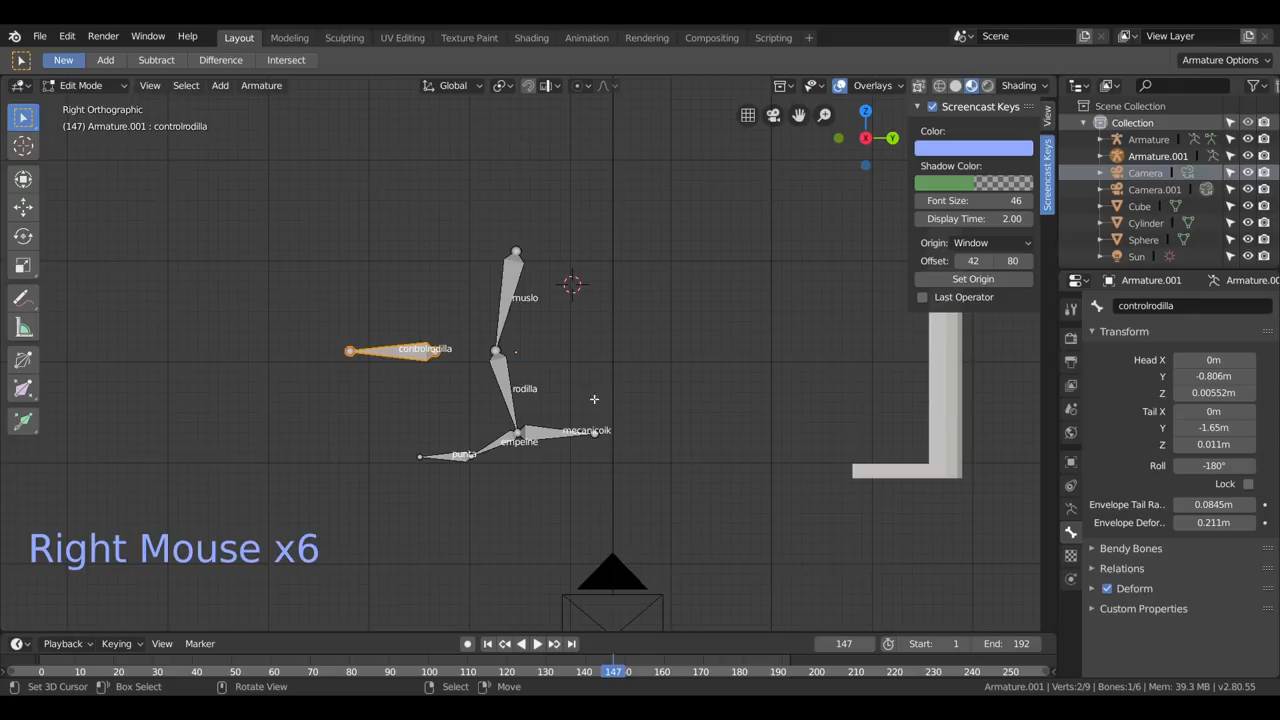 File Edit Render Window Help Layout Modeling Sculpting UV Editing Texture Paint Shading Animation Rendering Compositing Scripting + Scene View Layer
New Add Subtract Difference Intersect Armature Options
Edit Mode View Select Add Armature Global Overlays Shading
Right Orthographic
(147) Armature.001 : controlrodilla
Screencast Keys
Color:
Shadow Color:
Font Size: 46
Display Time: 2.00
Origin: Window
Offset: 42 80
Set Origin
Last Operator
View
Screencast Keys
Z
X
Y
muslo
controlrodilla
rodilla
mecanicoik
empeine
punta
Right Mouse x6
Scene Collection
Collection
Armature
Armature.001
Camera
Camera.001
Cube
Cylinder
Sphere
Sun
Armature.001 Armature.00
controlrodilla
Transform
Head X 0m
Y -0.806m
Z 0.00552m
Tail X 0m
Y -1.65m
Z 0.011m
Roll -180°
Lock
Envelope Tail Ra.. 0.0845m
Envelope Defor.. 0.211m
Bendy Bones
Relations
Deform
Custom Properties
Playback Keying View Marker 147 Start: 1 End: 192
0 10 20 30 40 50 60 70 80 90 100 110 120 130 140 147 0 160 170 180 190 200 210 220 230 240 250
Set 3D Cursor Box Select Rotate View Select Move Armature.001 | Verts:2/9 | Bones:1/6 | Mem: 39.3 MB | v2.80.55